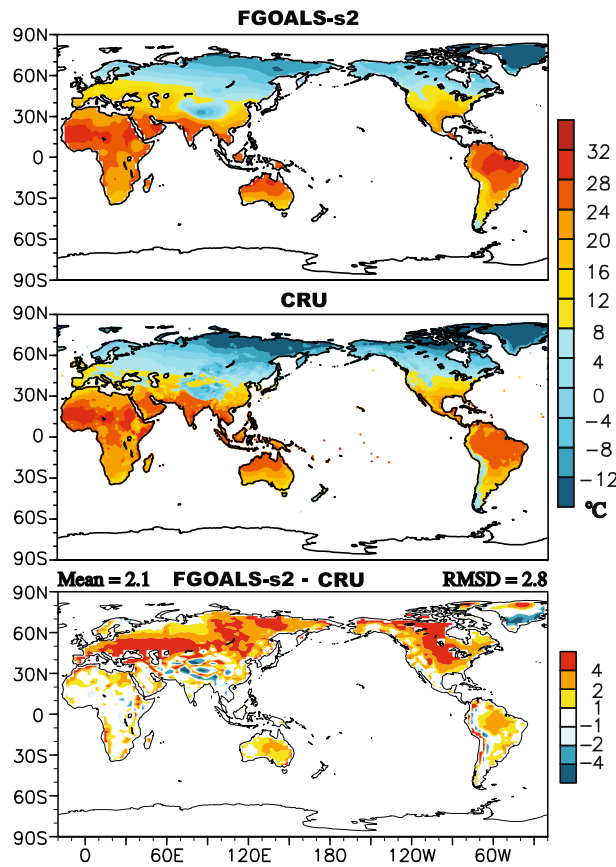 FGOALS-s2
90N
60N
30N
0
30S
60S
90S
CRU
90N
60N
30N
0
30S
60S
90S
32
28
24
20
16
12
8
4
0
−4
−8
−12
°C
Mean = 2.1 FGOALS-s2 - CRU RMSD = 2.8
90N
60N
30N
0
30S
60S
90S
0 60E 120E 180 120W 60W
4
2
1
−1
−2
−4